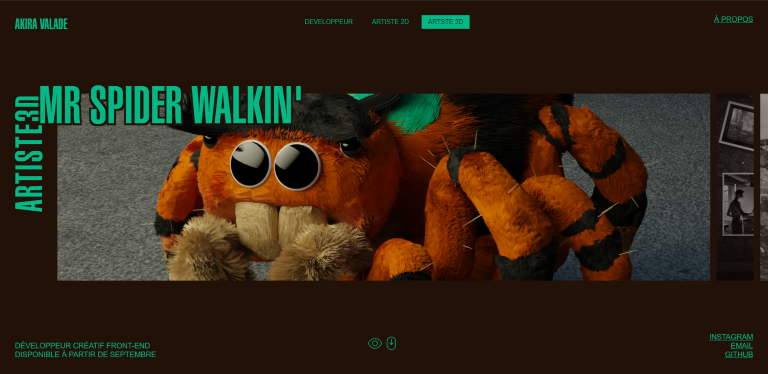 AKIRA VALADE
DEVELOPPEUR
ARTISTE 2D
ARTSTE 3D
À PROPOS
MR SPIDER WALKIN'
ARTISTE3D
DÉVELOPPEUR CRÉATIF FRONT-END
DISPONIBLE À PARTIR DE SEPTEMBRE
INSTAGRAM
EMAIL
GITHUB